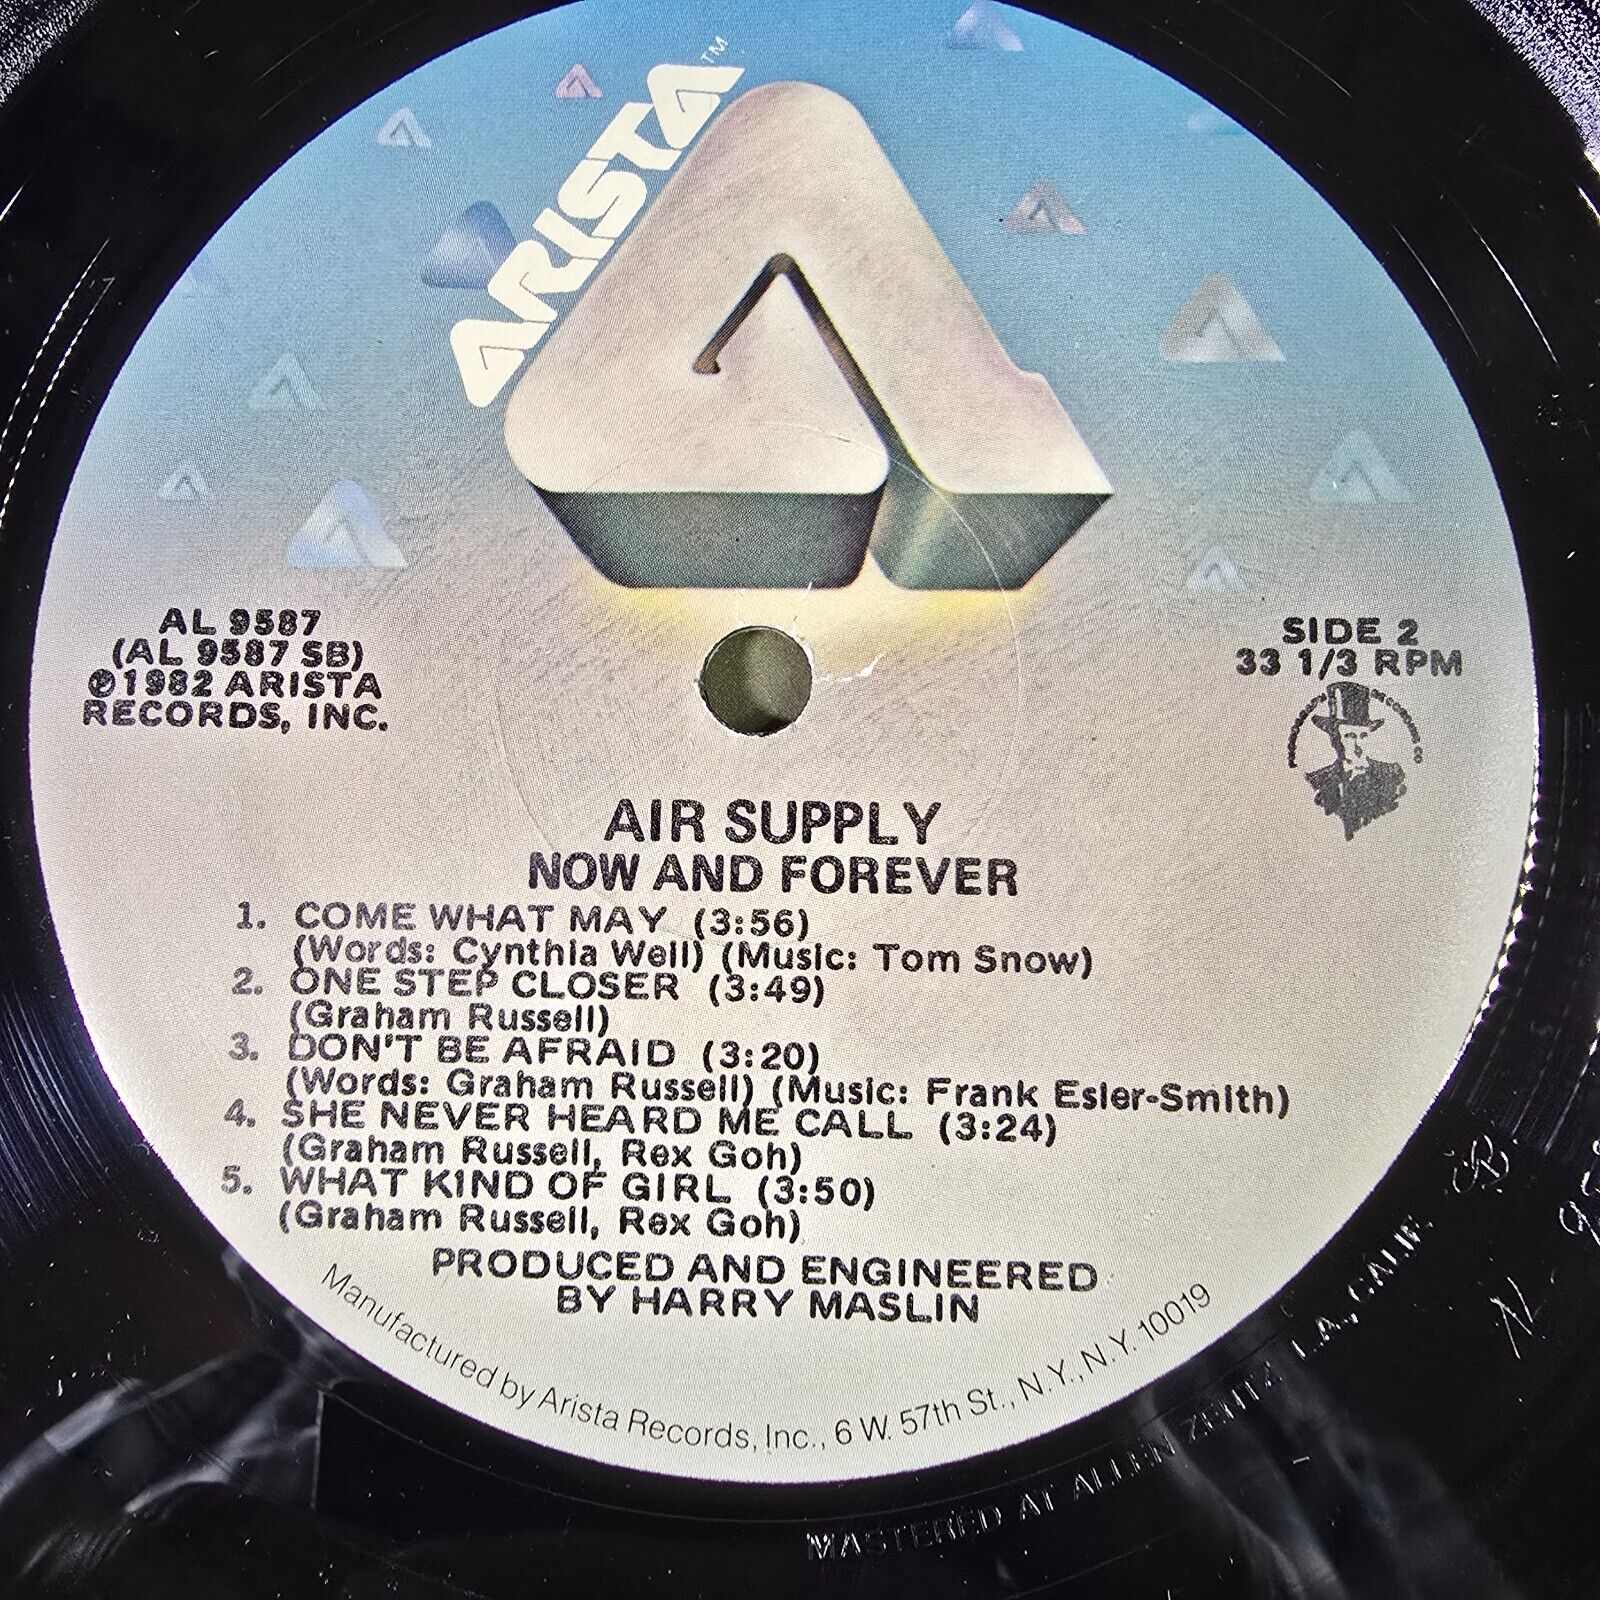 ARISTA™
AL 9587
(AL 9587 SB)
℗1982 ARISTA
RECORDS, INC.
SIDE 2
33 1/3 RPM
AIR SUPPLY
NOW AND FOREVER
1. COME WHAT MAY (3:56)
(Words: Cynthia Weil) (Music: Tom Snow)
2. ONE STEP CLOSER (3:49)
(Graham Russell)
3. DON'T BE AFRAID (3:20)
(Words: Graham Russell) (Music: Frank Esler-Smith)
4. SHE NEVER HEARD ME CALL (3:24)
(Graham Russell, Rex Goh)
5. WHAT KIND OF GIRL (3:50)
(Graham Russell, Rex Goh)
PRODUCED AND ENGINEERED
BY HARRY MASLIN
Manufactured by Arista Records, Inc., 6 W. 57th St., N.Y., N.Y. 10019
MASTERED AT ALLEN ZENTZ L.A., CALIF.